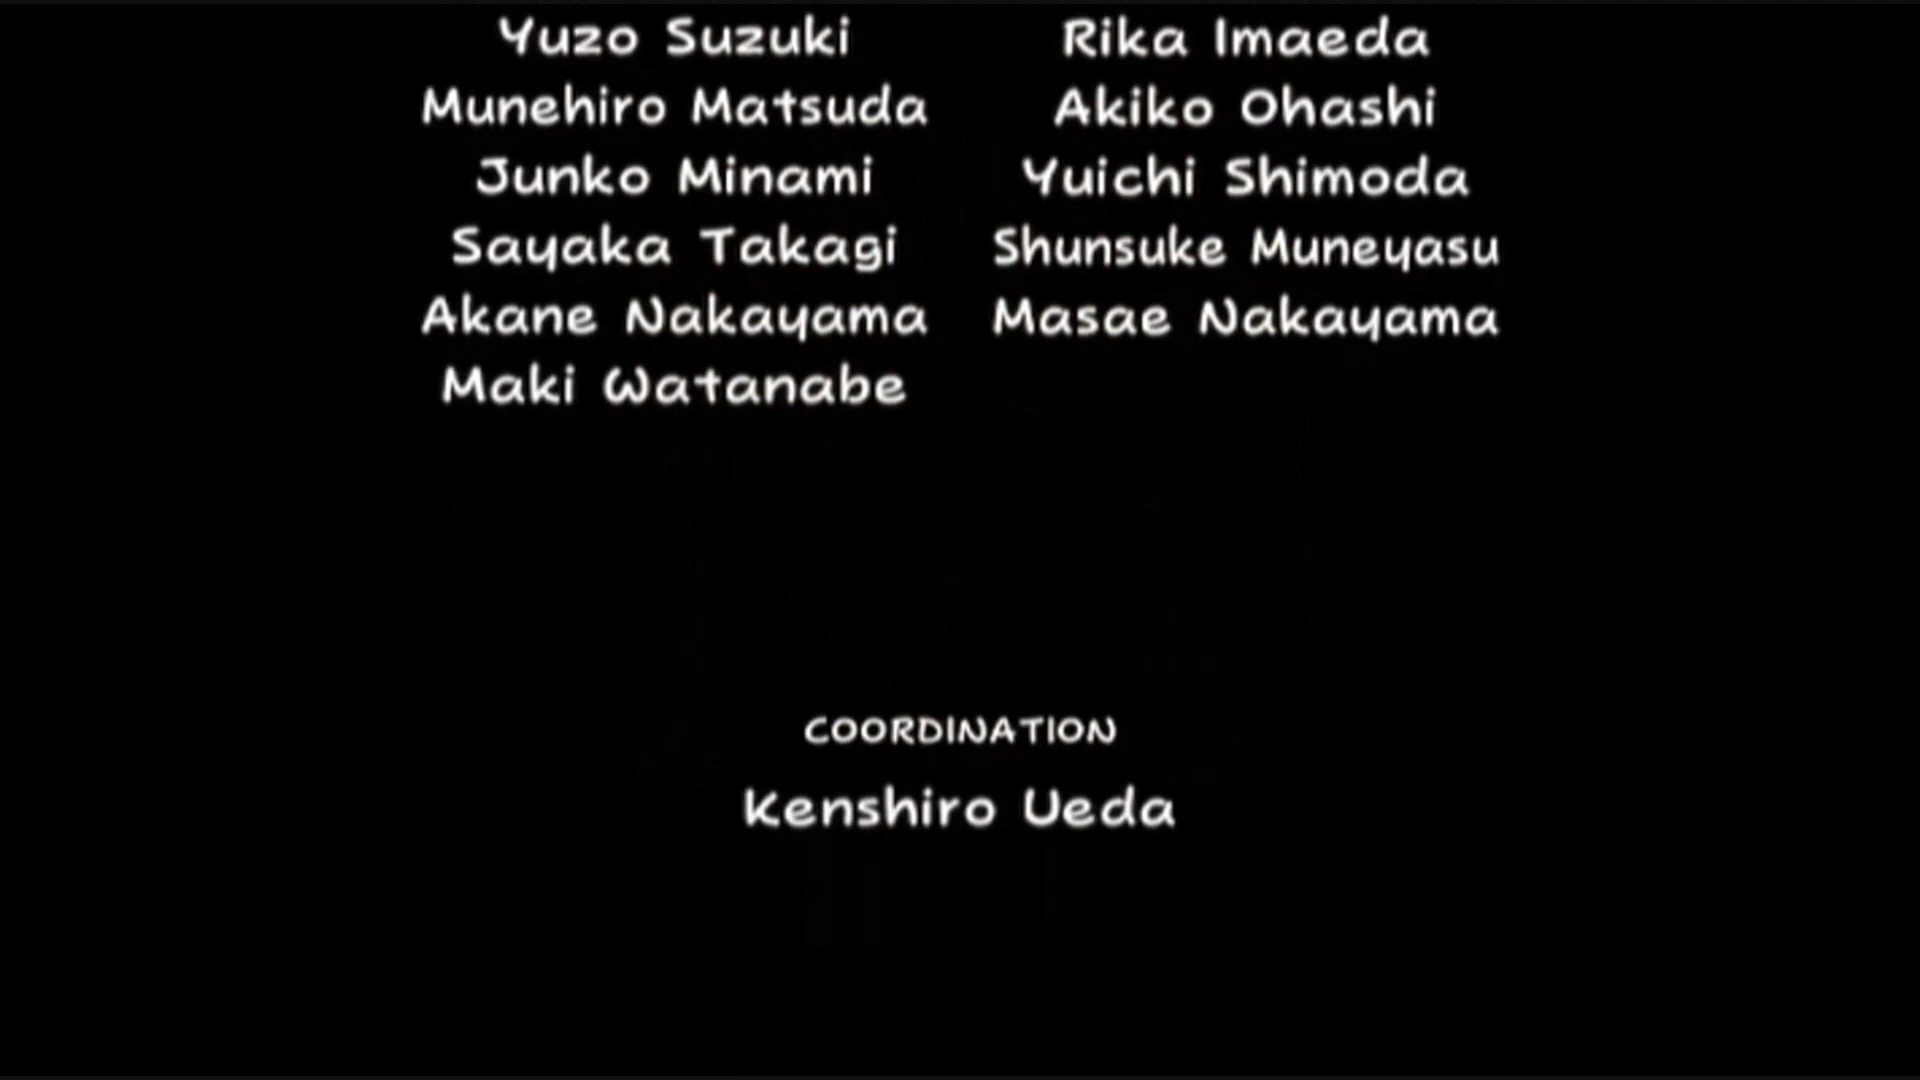 Yuzo Suzuki Rika Imaeda
Munehiro Matsuda Akiko Ohashi
Junko Minami Yuichi Shimoda
Sayaka Takagi Shunsuke Muneyasu
Akane Nakayama Masae Nakayama
Maki Watanabe
COORDINATION
Kenshiro Ueda